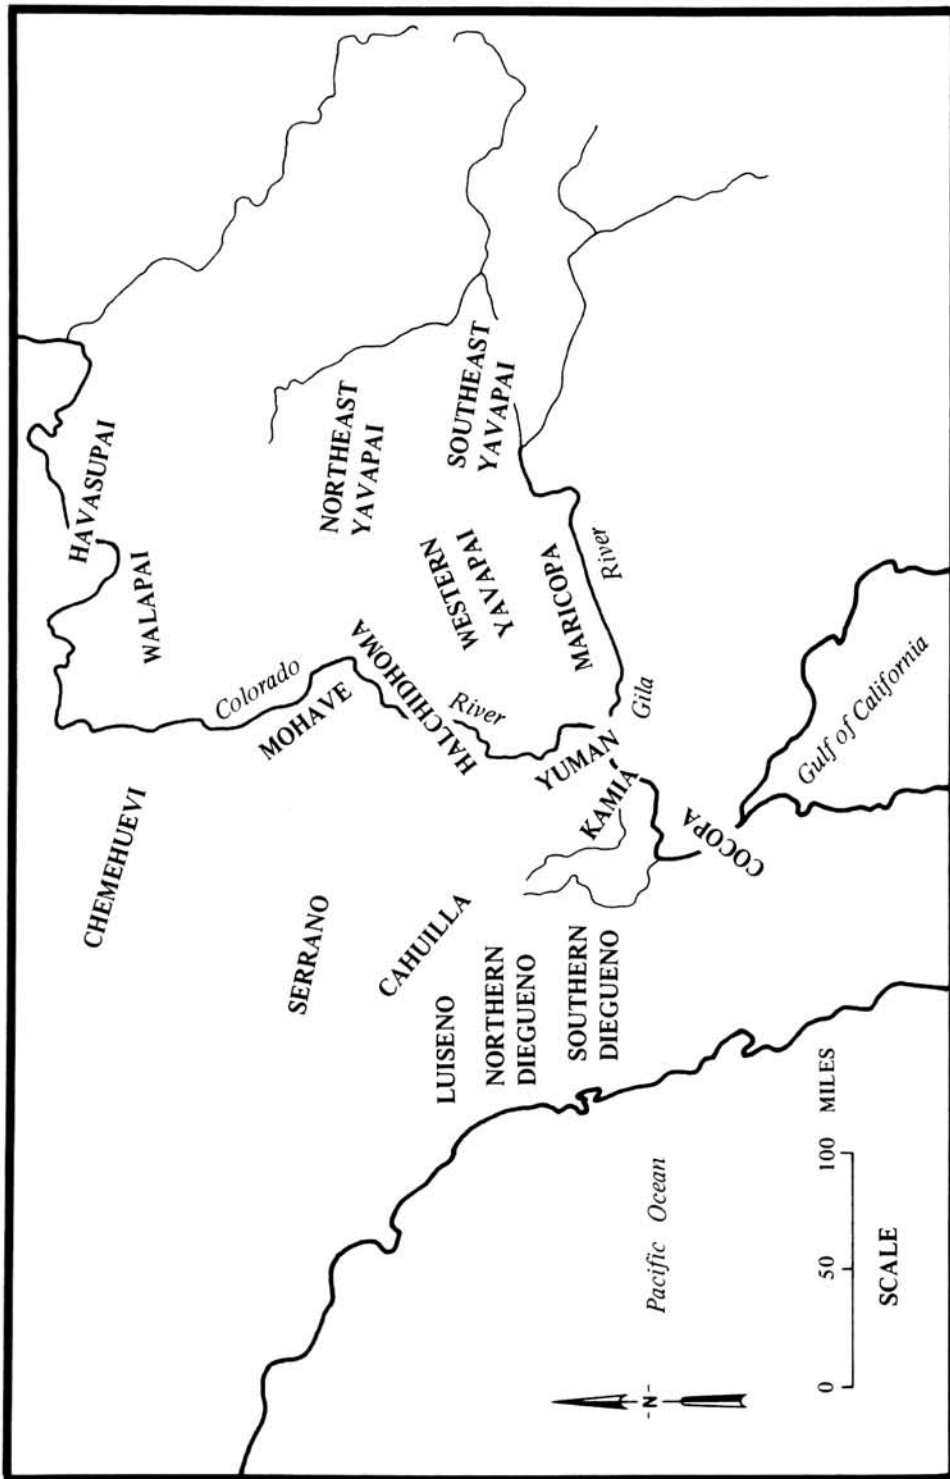 HAVASUPAI
WALAPAI
CHEMEHUEVI
Colorado
MOHAVE
SERRANO
NORTHEAST
YAVAPAI
HALCHIDHOMA
River
CAHUILLA
WESTERN
YAVAPAI
SOUTHEAST
YAVAPAI
LUISENO
NORTHERN
DIEGUENO
YUMAN
MARICOPA
River
Gila
KAMIA
SOUTHERN
DIEGUENO
COCOPA
Gulf of California
Pacific Ocean
-N-
0 50 100 MILES
SCALE